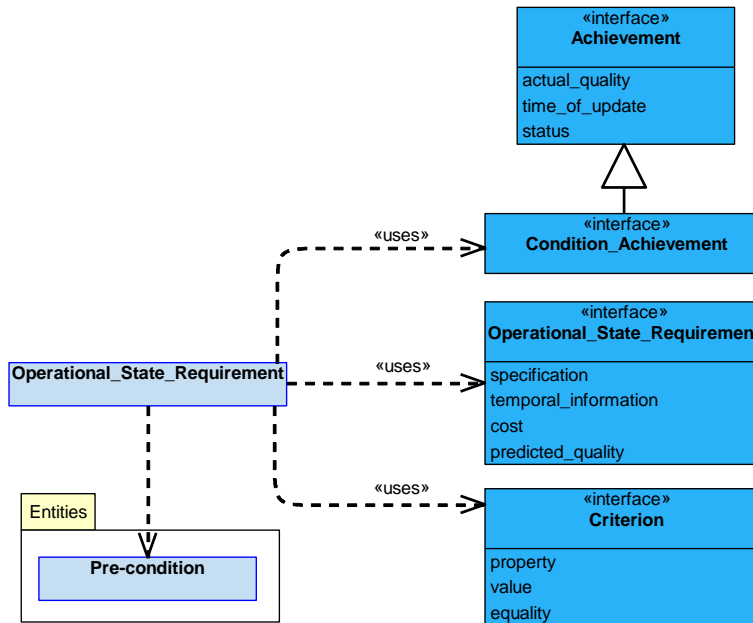 «interface»
Achievement
actual_quality
time_of_update
status
«uses»
«interface»
Condition_Achievement
«interface»
Operational_State_Requiremen
Operational_State_Requirement
«uses»
specification
temporal_information
cost
predicted_quality
«uses»
«interface»
Criterion
Entities
Pre-condition
property
value
equality